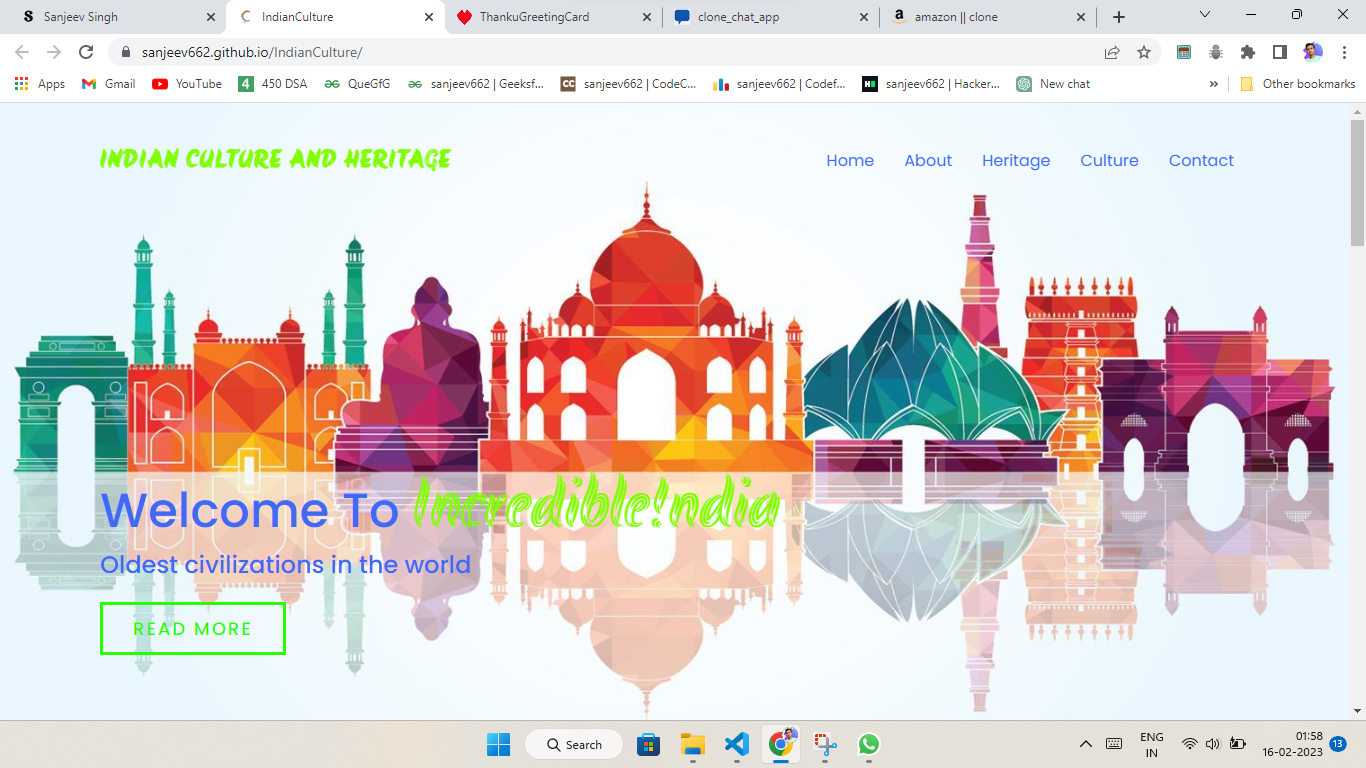 Sanjeev Singh
IndianCulture
ThankuGreetingCard
clone_chat_app
amazon || clone
sanjeev662.github.io/IndianCulture/
Apps
Gmail
YouTube
4 450 DSA
QueGfG
sanjeev662 | Geeksf...
CC sanjeev662 | CodeC...
sanjeev662 | Codef...
H sanjeev662 | Hacker...
New chat
»
Other bookmarks
INDIAN CULTURE AND HERITAGE
Home About Heritage Culture Contact
Welcome To Incredible!ndia
Oldest civilizations in the world
READ MORE
Search
ENG
IN
01:58
16-02-2023
13